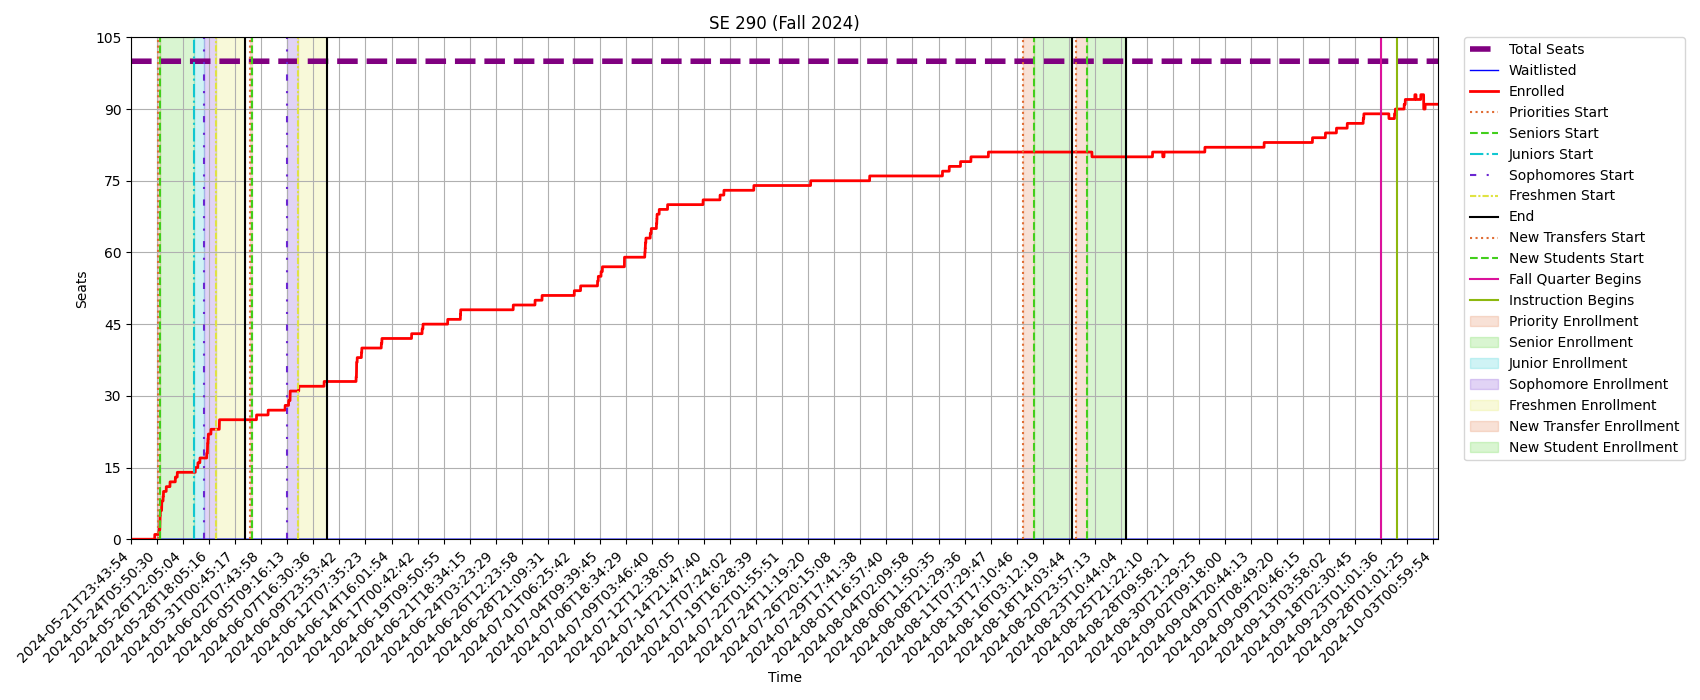 SE 290 (Fall 2024)
105
90
75
60
45
30
15
0
Seats
2024-05-21T23:43:54
2024-05-24T05:50:30
2024-05-26T12:05:04
2024-05-28T18:05:16
2024-05-31T00:45:17
2024-06-02T07:43:58
2024-06-05T09:16:13
2024-06-07T16:30:36
2024-06-09T23:53:42
2024-06-12T07:35:23
2024-06-14T16:01:54
2024-06-17T00:42:42
2024-06-19T09:50:55
2024-06-21T18:34:15
2024-06-24T03:23:29
2024-06-26T12:23:58
2024-06-28T21:09:31
2024-07-01T06:25:42
2024-07-04T09:39:45
2024-07-06T18:34:29
2024-07-09T03:46:40
2024-07-12T12:38:05
2024-07-14T21:47:40
2024-07-17T07:24:02
2024-07-19T16:28:39
2024-07-22T01:55:51
2024-07-24T11:19:20
2024-07-26T20:15:08
2024-07-29T17:41:38
2024-08-01T16:57:40
2024-08-04T02:09:58
2024-08-06T11:50:35
2024-08-08T21:29:36
2024-08-11T07:29:47
2024-08-13T17:10:46
2024-08-16T03:12:19
2024-08-18T14:03:44
2024-08-20T23:57:13
2024-08-23T10:44:04
2024-08-25T21:22:10
2024-08-28T09:58:21
2024-08-30T21:29:25
2024-09-02T09:18:00
2024-09-04T20:44:13
2024-09-07T08:49:20
2024-09-09T20:46:15
2024-09-13T03:58:02
2024-09-18T02:30:45
2024-09-23T01:01:36
2024-09-28T01:01:25
2024-10-03T00:59:54
Time
Total Seats
Waitlisted
Enrolled
Priorities Start
Seniors Start
Juniors Start
Sophomores Start
Freshmen Start
End
New Transfers Start
New Students Start
Fall Quarter Begins
Instruction Begins
Priority Enrollment
Senior Enrollment
Junior Enrollment
Sophomore Enrollment
Freshmen Enrollment
New Transfer Enrollment
New Student Enrollment